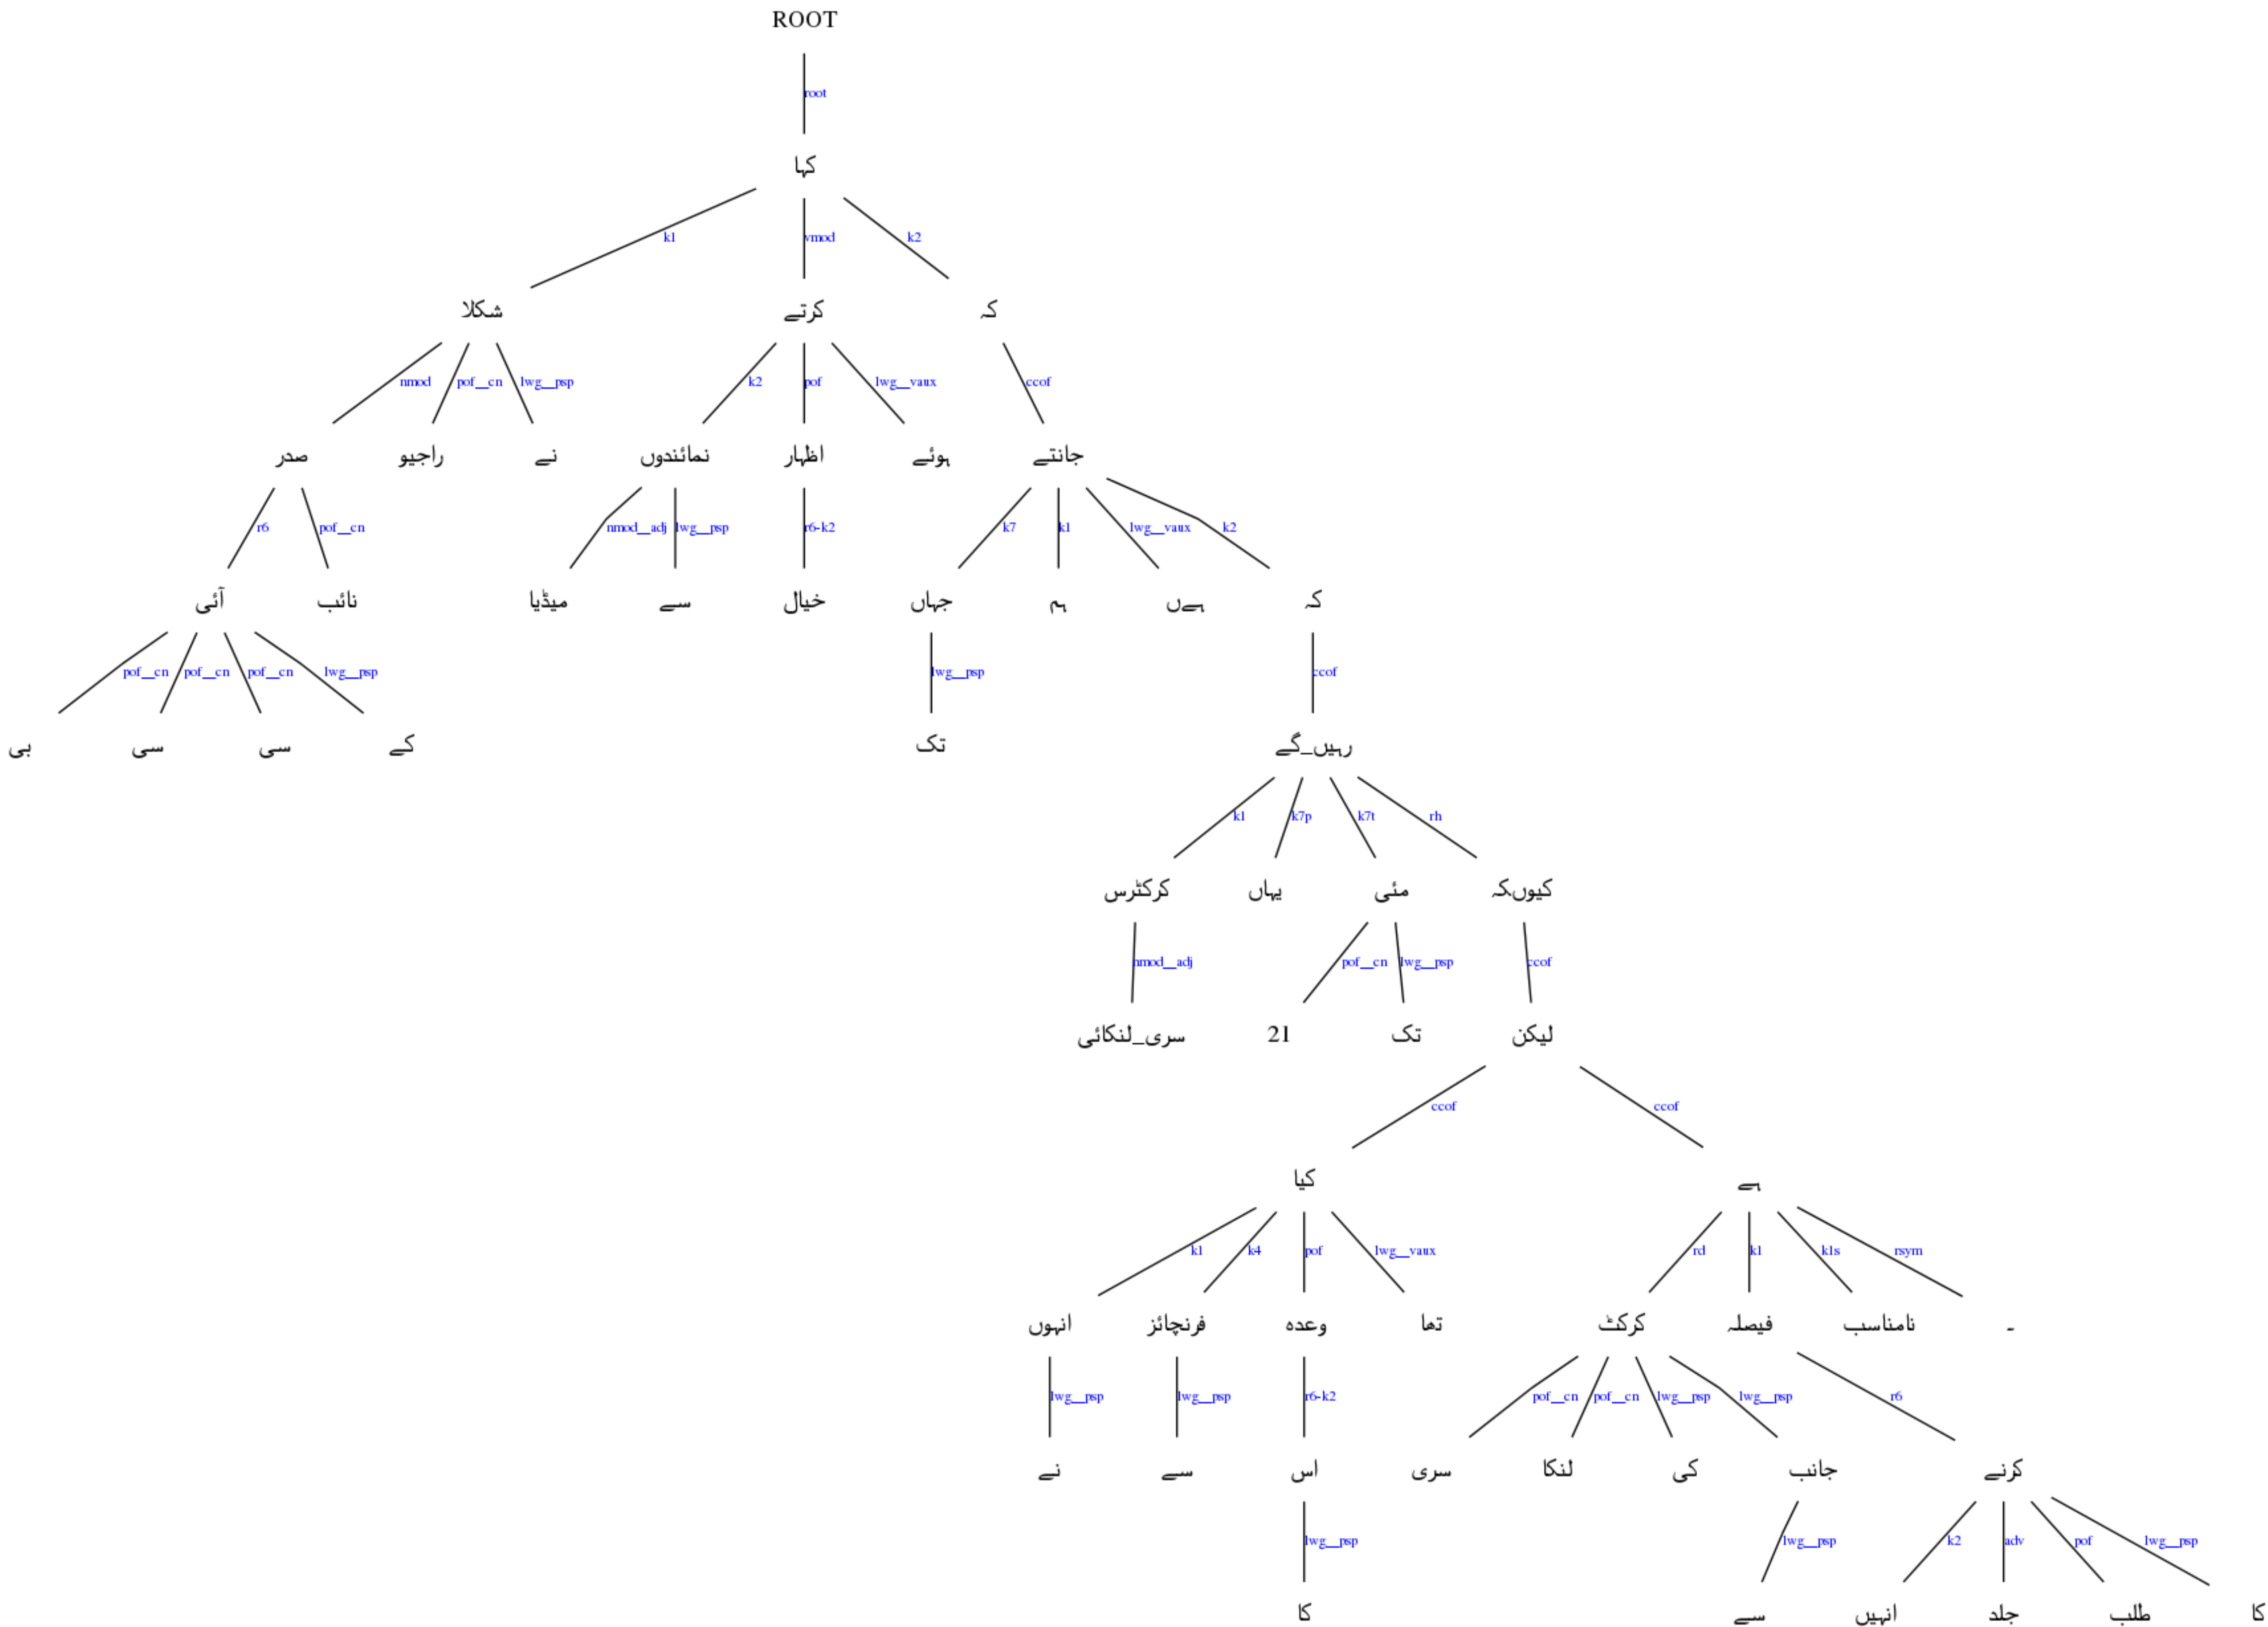 ROOT
root
کہا
k1 vmod k2
شکلا کرتے کہ
nmod pof__cn lwg__psp k2 pof lwg__vaux ccof
صدر راجیو نے نمائندوں اظہار ہوئے جانتے
r6 pof__cn nmod__adj lwg__psp r6-k2 k7 k1 lwg__vaux k2
آئی نائب میڈیا سے خیال جہاں ہم ہےں کہ
pof__cn pof__cn pof__cn lwg__psp lwg__psp ccof
بی سی سی کے تک رہیں_گے
k1 k7p k7t rh
کرکٹرس یہاں مئی کیوںکہ
nmod__adj pof__cn lwg__psp ccof
سری_لنکائی 21 تک لیکن
ccof ccof
کیا ہے
k1 k4 pof lwg__vaux rd k1 k1s rsym
انہوں فرنچائز وعدہ تھا کرکٹ فیصلہ نامناسب ۔
lwg__psp lwg__psp r6-k2 pof__cn pof__cn lwg__psp lwg__psp r6
نے سے اس سری لنکا کی جانب کرنے
lwg__psp lwg__psp k2 adv pof lwg__psp
کا سے انہیں جلد طلب کا